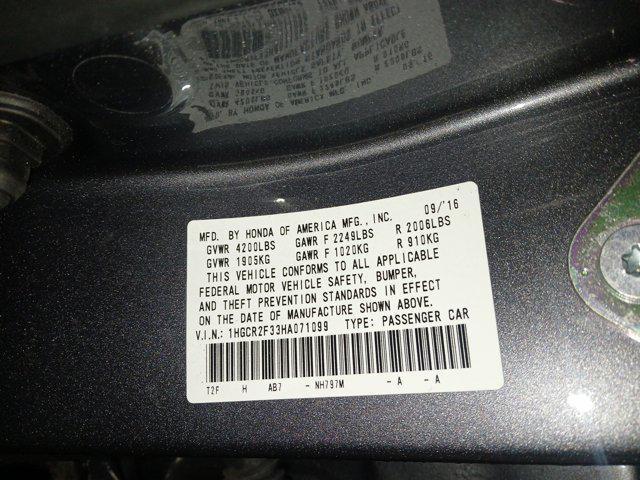 MFD. BY HONDA OF AMERICA MFG., INC. 09/'16
GVWR 4200LBS GAWR F 2249LBS R 2006LBS
GVWR 1905KG GAWR F 1020KG R 910KG
THIS VEHICLE CONFORMS TO ALL APPLICABLE
FEDERAL MOTOR VEHICLE SAFETY, BUMPER,
AND THEFT PREVENTION STANDARDS IN EFFECT
ON THE DATE OF MANUFACTURE SHOWN ABOVE.
V.I.N.: 1HGCR2F33HA071099 TYPE: PASSENGER CAR
T2F H AB7 - NH797M - A - A